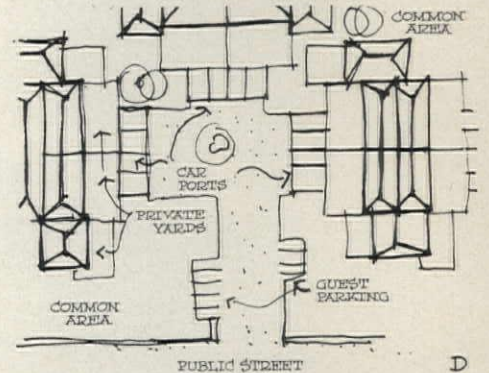 COMMON
AREA
CAR
PORTS
PRIVATE
YARDS
GUEST
PARKING
COMMON
AREA
PUBLIC STREET
D